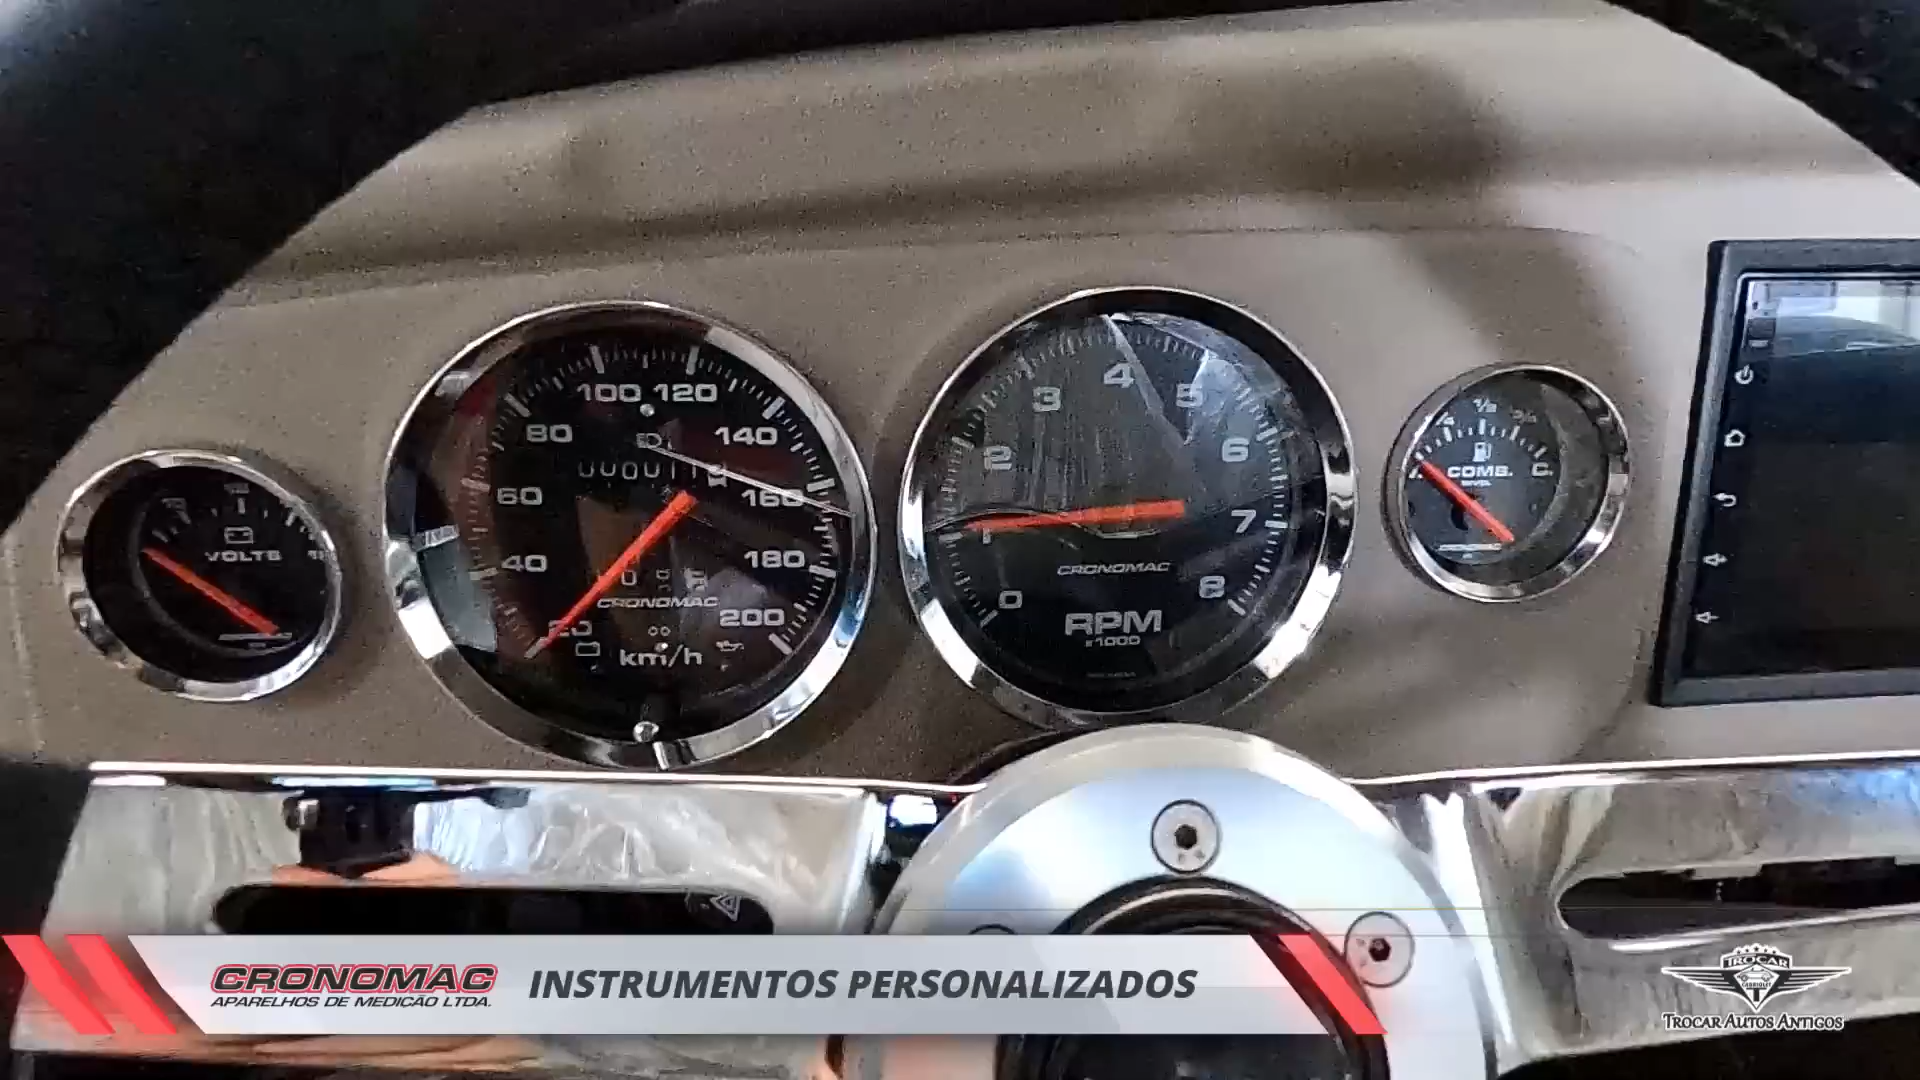 VOLTS
100 120
80
140
60
160
40
180
CRONOMAC
20
200
km/h
4
3
5
2
6
1
7
CRONOMAC
0
8
RPM
x1000
1/2
COMB.
C
CRONOMAC
APARELHOS DE MEDIÇÃO LTDA.
INSTRUMENTOS PERSONALIZADOS
TROCAR
CABRIOLET
TROCAR AUTOS ANTIGOS